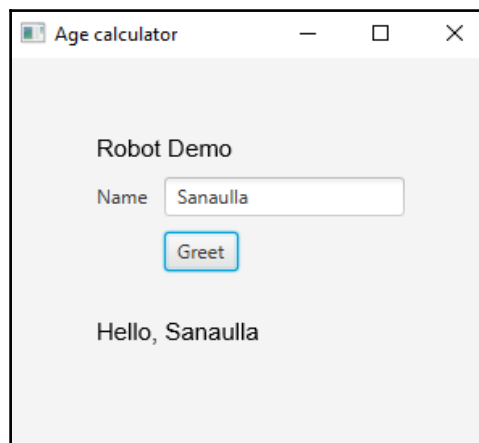 Age calculator
Robot Demo
Name Sanaulla
Greet
Hello, Sanaulla